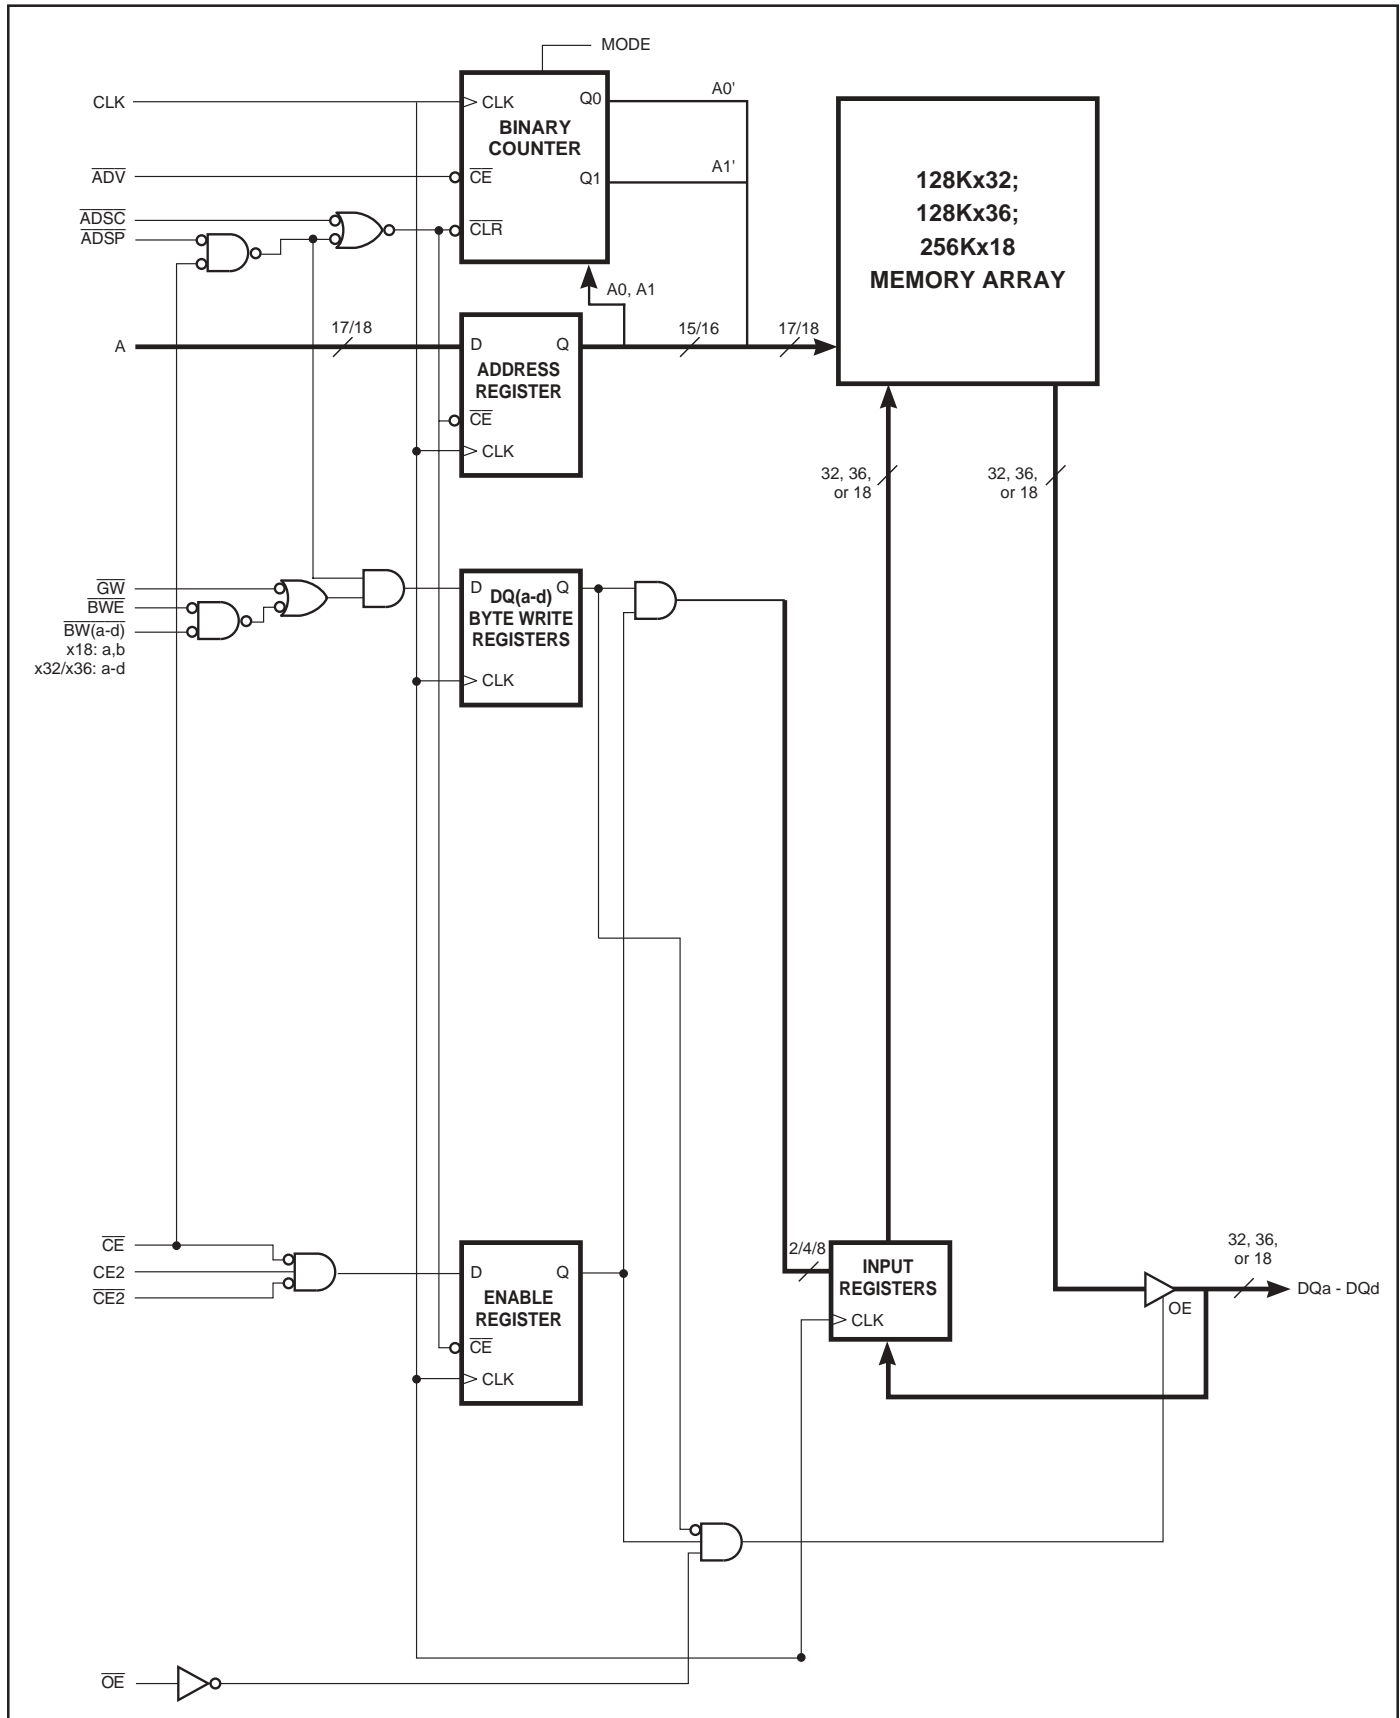 MODE
CLK
CLK
Q0
A0'
BINARY
COUNTER
ADV
CE
Q1
A1'
ADSC
ADSP
CLR
128Kx32;
128Kx36;
256Kx18
MEMORY ARRAY
A0, A1
A
17/18
D
Q
15/16
17/18
ADDRESS
REGISTER
CE
CLK
32, 36,
or 18
32, 36,
or 18
GW
BWE
BW(a-d)
x18: a,b
x32/x36: a-d
D
Q
DQ(a-d)
BYTE WRITE
REGISTERS
CLK
CE
CE2
CE2
D
Q
ENABLE
REGISTER
CE
CLK
2/4/8
INPUT
REGISTERS
CLK
32, 36,
or 18
OE
DQa - DQd
OE